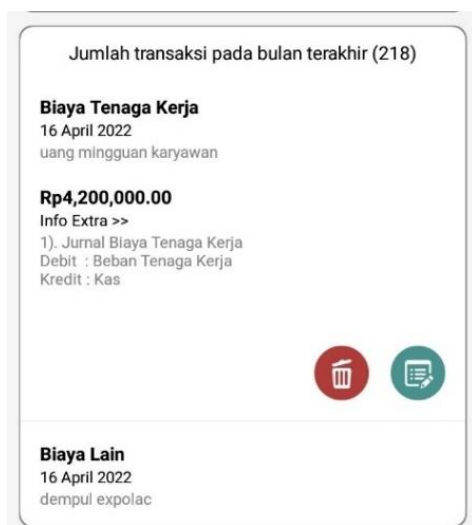 Jumlah transaksi pada bulan terakhir (218)
Biaya Tenaga Kerja
16 April 2022
uang mingguan karyawan
Rp4,200,000.00
Info Extra >>
1). Jurnal Biaya Tenaga Kerja
Debit : Beban Tenaga Kerja
Kredit : Kas
Biaya Lain
16 April 2022
dempul expolac